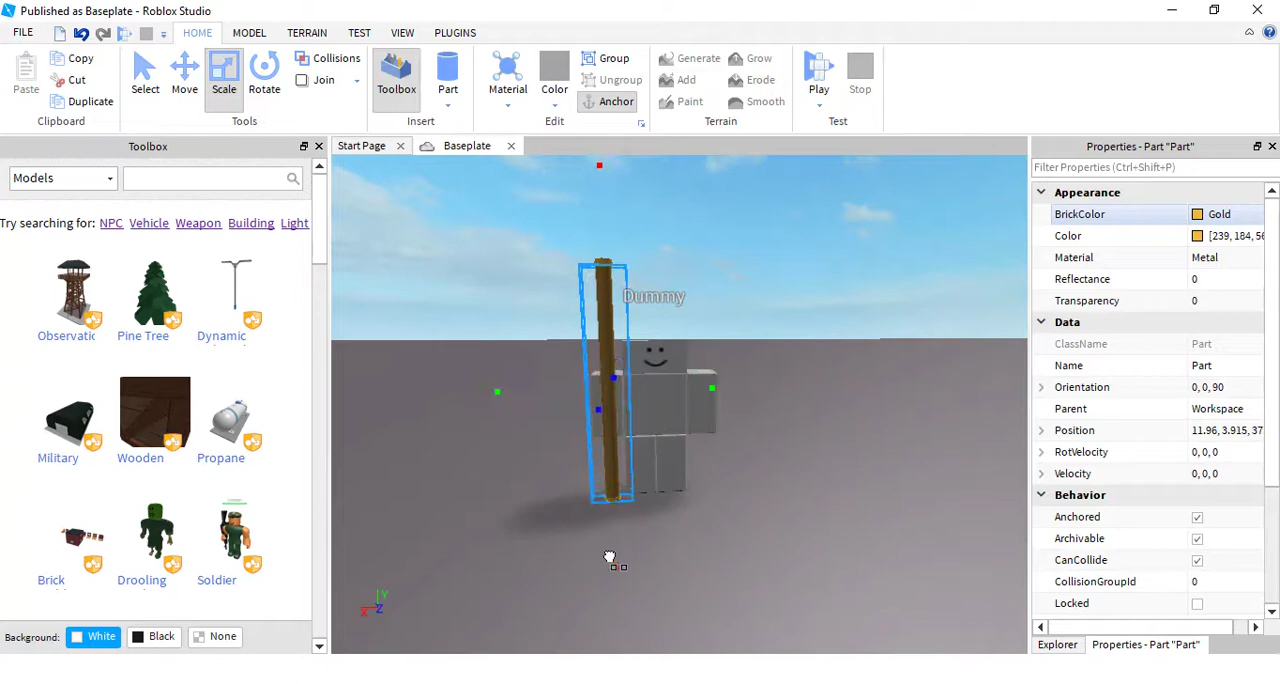 Published as Baseplate - Roblox Studio
FILE HOME MODEL TERRAIN TEST VIEW PLUGINS
Paste
Copy
Cut
Duplicate
Clipboard
Select
Move
Scale
Rotate
Collisions
Join
Tools
Toolbox
Part
Insert
Material
Color
Group
Ungroup
Anchor
Edit
Generate
Grow
Add
Erode
Paint
Smooth
Terrain
Play
Stop
Test
Toolbox
Start Page
Baseplate
Properties - Part "Part"
Models
Filter Properties (Ctrl+Shift+P)
Try searching for: NPC Vehicle Weapon Building Light
Observatic
Pine Tree
Dynamic
Military
Wooden
Propane
Brick
Drooling
Soldier
Background: White Black None
Dummy
Y
X
Z
Appearance
BrickColor Gold
Color [239, 184, 56
Material Metal
Reflectance 0
Transparency 0
Data
ClassName Part
Name Part
Orientation 0, 0, 90
Parent Workspace
Position 11.96, 3.915, 37
RotVelocity 0, 0, 0
Velocity 0, 0, 0
Behavior
Anchored
Archivable
CanCollide
CollisionGroupId 0
Locked
Explorer
Properties - Part "Part"